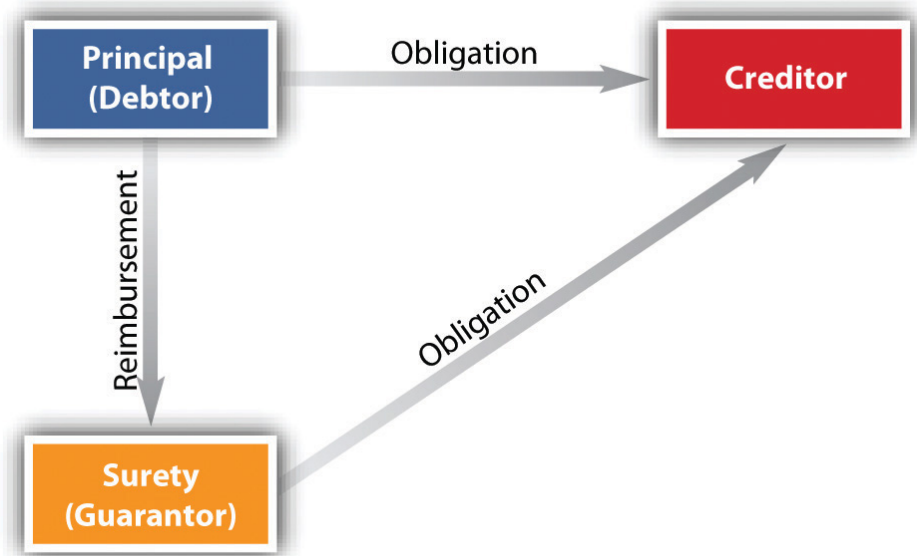 Principal
(Debtor)
Obligation
Creditor
Reimbursement
Obligation
Surety
(Guarantor)